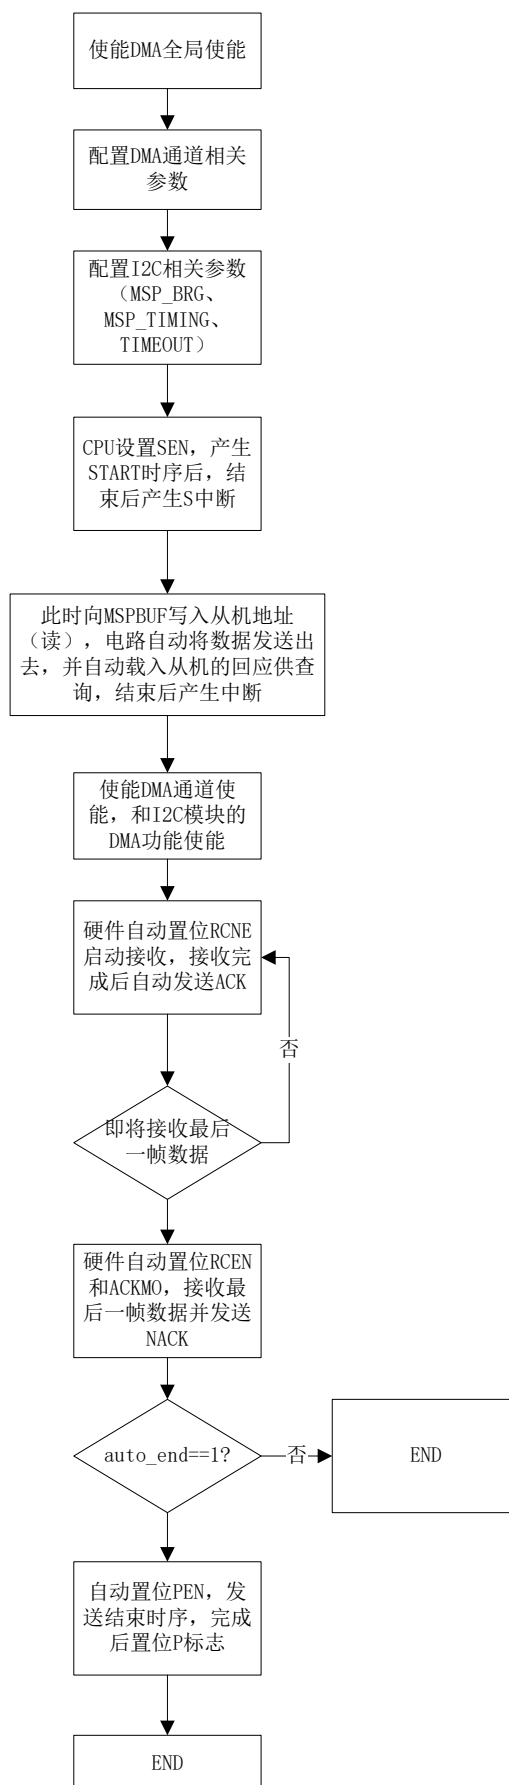 使能DMA全局使能
配置DMA通道相关
参数
配置I2C相关参数
（MSP_BRG、
MSP_TIMING、
TIMEOUT）
CPU设置SEN，产生
START时序后，结
束后产生S中断
此时向MSPBUF写入从机地址
（读），电路自动将数据发送出
去，并自动载入从机的回应供查
询，结束后产生中断
使能DMA通道使
能，和I2C模块的
DMA功能使能
硬件自动置位RCNE
启动接收，接收完
成后自动发送ACK
否
即将接收最后
一帧数据
硬件自动置位RCEN
和ACKMO，接收最
后一帧数据并发送
NACK
auto_end==1?
否
END
自动置位PEN，发
送结束时序，完成
后置位P标志
END